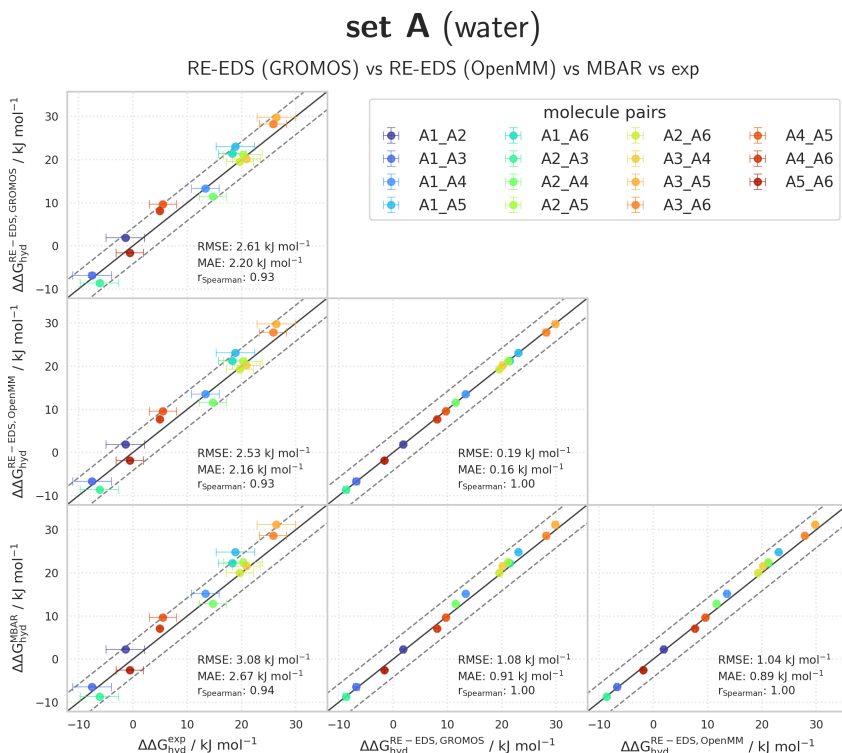 set A (water)
RE-EDS (GROMOS) vs RE-EDS (OpenMM) vs MBAR vs exp
molecule pairs
A1_A2 A1_A6 A2_A6 A4_A5
A1_A3 A2_A3 A3_A4 A4_A6
A1_A4 A2_A4 A3_A5 A5_A6
A1_A5 A2_A5 A3_A6
ΔΔG_hyd^RE−EDS, GROMOS / kJ mol⁻¹
30
20
10
0
−10
RMSE: 2.61 kJ mol⁻¹
MAE: 2.20 kJ mol⁻¹
r_Spearman: 0.93
ΔΔG_hyd^RE−EDS, OpenMM / kJ mol⁻¹
30
20
10
0
−10
RMSE: 2.53 kJ mol⁻¹
MAE: 2.16 kJ mol⁻¹
r_Spearman: 0.93
RMSE: 0.19 kJ mol⁻¹
MAE: 0.16 kJ mol⁻¹
r_Spearman: 1.00
ΔΔG_hyd^MBAR / kJ mol⁻¹
30
20
10
0
−10
RMSE: 3.08 kJ mol⁻¹
MAE: 2.67 kJ mol⁻¹
r_Spearman: 0.94
RMSE: 1.08 kJ mol⁻¹
MAE: 0.91 kJ mol⁻¹
r_Spearman: 1.00
RMSE: 1.04 kJ mol⁻¹
MAE: 0.89 kJ mol⁻¹
r_Spearman: 1.00
−10 0 10 20 30 −10 0 10 20 30 −10 0 10 20 30
ΔΔG_hyd^exp / kJ mol⁻¹
ΔΔG_hyd^RE−EDS, GROMOS / kJ mol⁻¹
ΔΔG_hyd^RE−EDS, OpenMM / kJ mol⁻¹